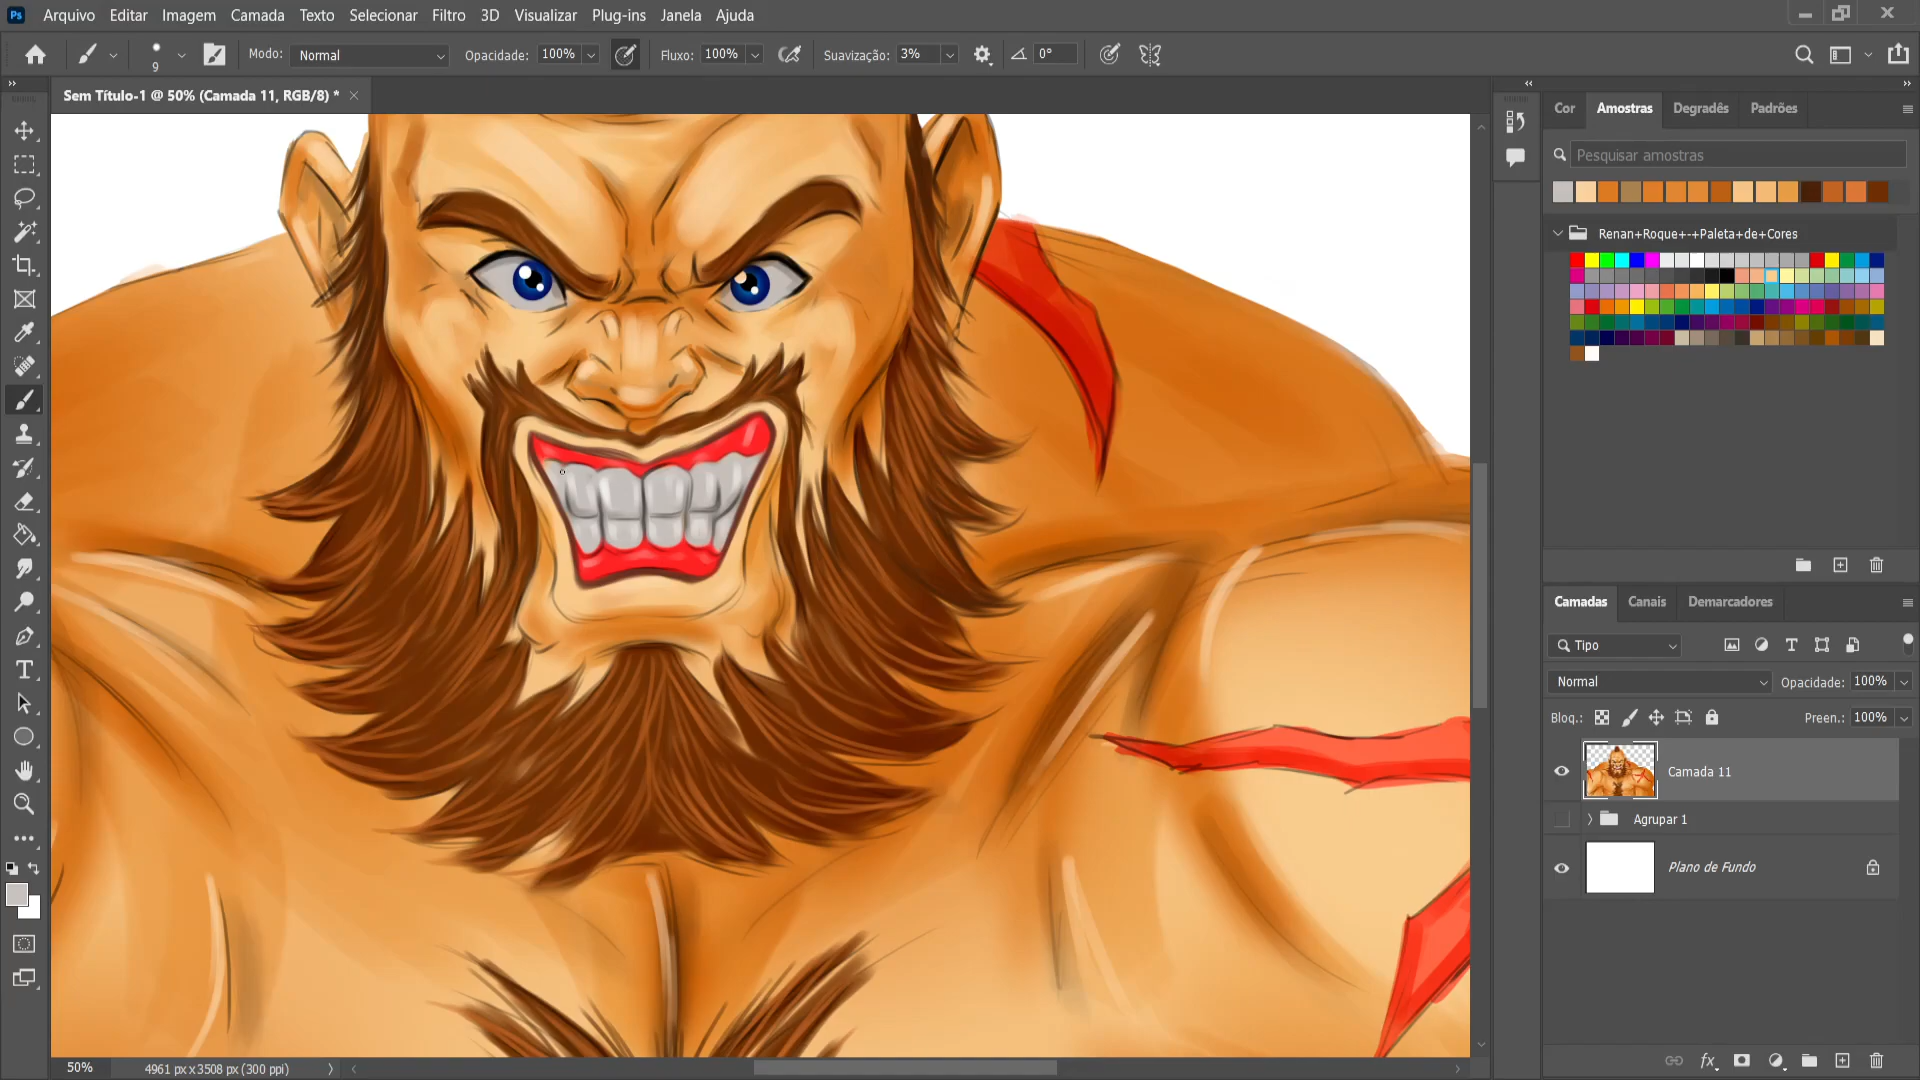 Ps Arquivo Editar Imagem Camada Texto Selecionar Filtro 3D Visualizar Plug-ins Janela Ajuda
9 Modo: Normal Opacidade: 100% Fluxo: 100% Suavização: 3% 0°
Sem Título-1 @ 50% (Camada 11, RGB/8) *
Cor Amostras Degradês Padrões
Pesquisar amostras
Renan+Roque+-+Paleta+de+Cores
Camadas Canais Demarcadores
Tipo
Normal Opacidade: 100%
Bloq.: Preen.: 100%
Camada 11
Agrupar 1
Plano de Fundo
50% 4961 px x 3508 px (300 ppi)